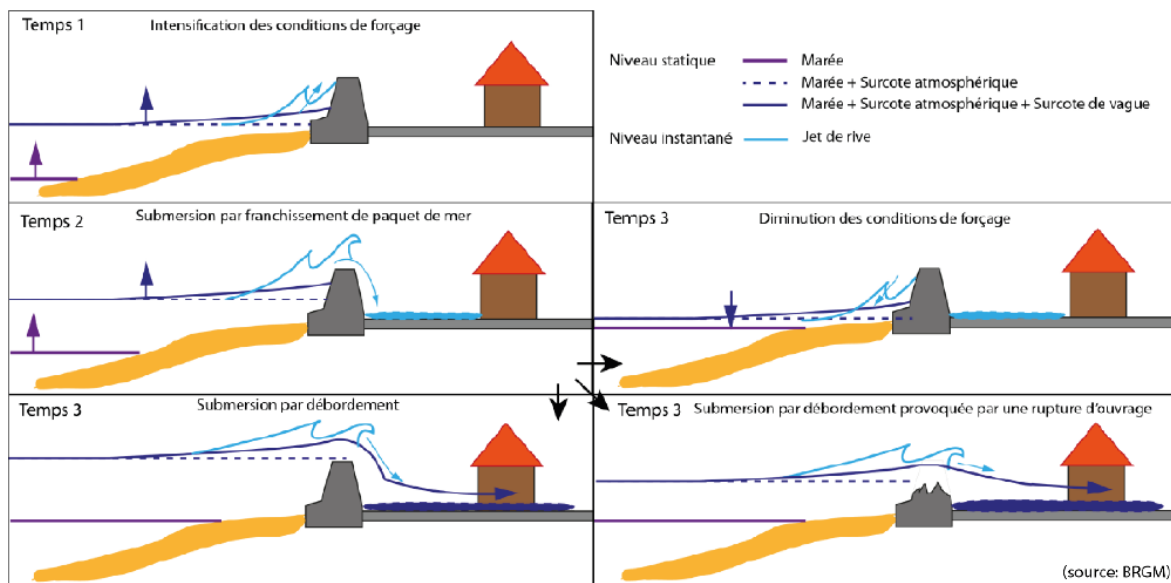 Temps 1
Intensification des conditions de forçage
Niveau statique
Marée
Marée + Surcote atmosphérique
Marée + Surcote atmosphérique + Surcote de vague
Niveau instantané
Jet de rive
Temps 2
Submersion par franchissement de paquet de mer
Temps 3
Diminution des conditions de forçage
Temps 3
Submersion par débordement
Temps 3
Submersion par débordement provoquée par une rupture d'ouvrage
(source: BRGM)